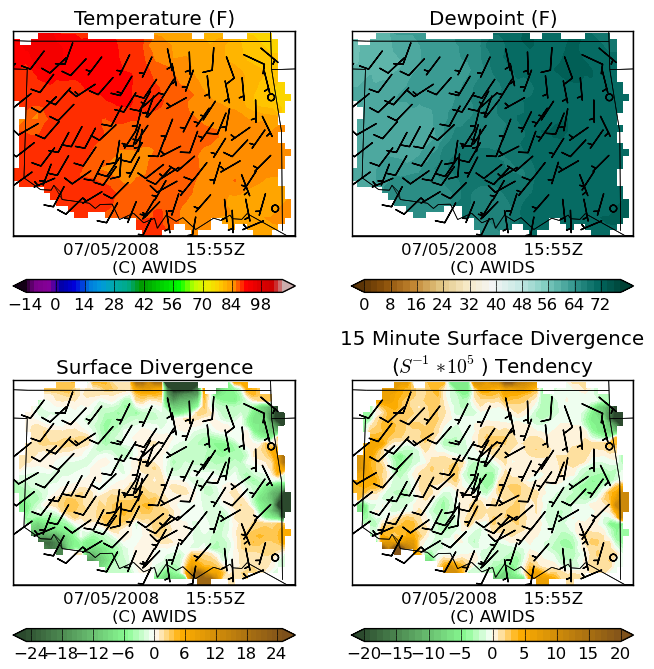 Temperature (F)
Dewpoint (F)
07/05/2008 15:55Z
(C) AWIDS
−14 0 14 28 42 56 70 84 98
07/05/2008 15:55Z
(C) AWIDS
0 8 16 24 32 40 48 56 64 72
Surface Divergence
15 Minute Surface Divergence
(S⁻¹ *10⁵ ) Tendency
07/05/2008 15:55Z
(C) AWIDS
−24 −18 −12 −6 0 6 12 18 24
07/05/2008 15:55Z
(C) AWIDS
−20 −15 −10 −5 0 5 10 15 20